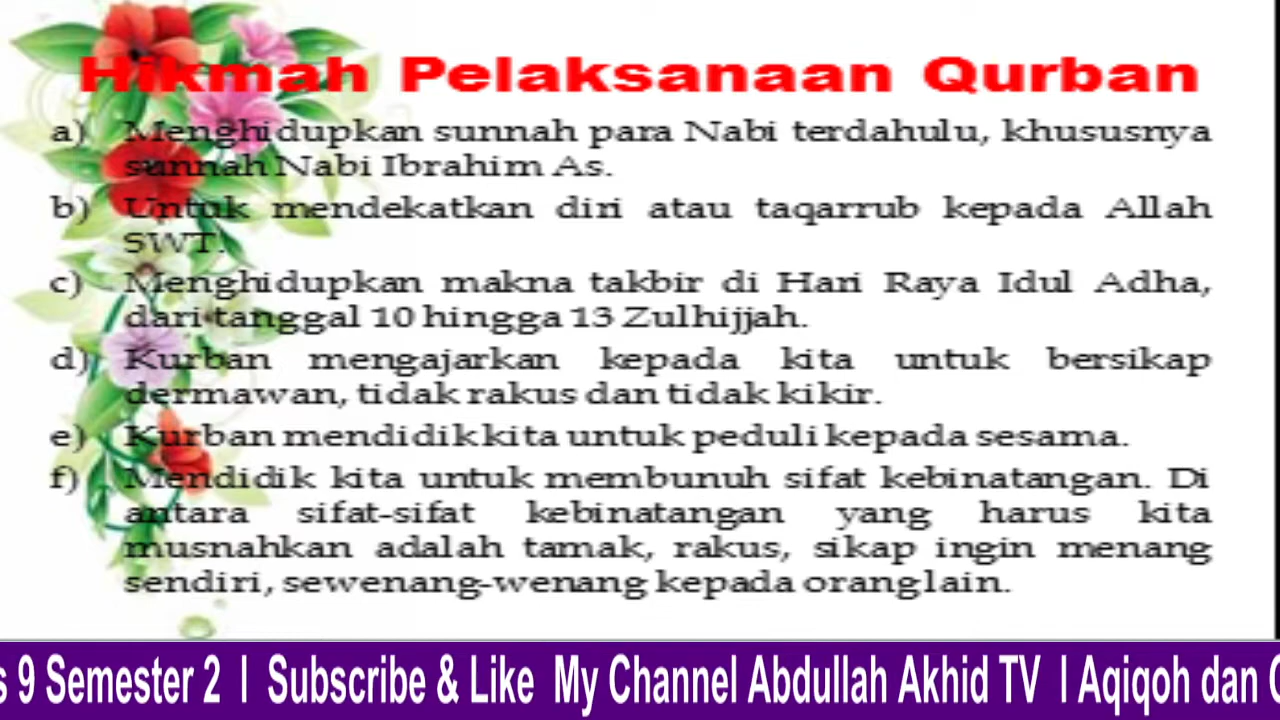 Hikmah Pelaksanaan Qurban
a) Menghidupkan sunnah para Nabi terdahulu, khususnya
sunnah Nabi Ibrahim As.
b) Untuk mendekatkan diri atau taqarrub kepada Allah
SWT.
c) Menghidupkan makna takbir di Hari Raya Idul Adha,
dari tanggal 10 hingga 13 Zulhijjah.
d) Kurban mengajarkan kepada kita untuk bersikap
dermawan, tidak rakus dan tidak kikir.
e) Kurban mendidik kita untuk peduli kepada sesama.
f) Mendidik kita untuk membunuh sifat kebinatangan. Di
antara sifat-sifat kebinatangan yang harus kita
musnahkan adalah tamak, rakus, sikap ingin menang
sendiri, sewenang-wenang kepada orang lain.
s 9 Semester 2 l Subscribe & Like My Channel Abdullah Akhid TV l Aqiqoh dan